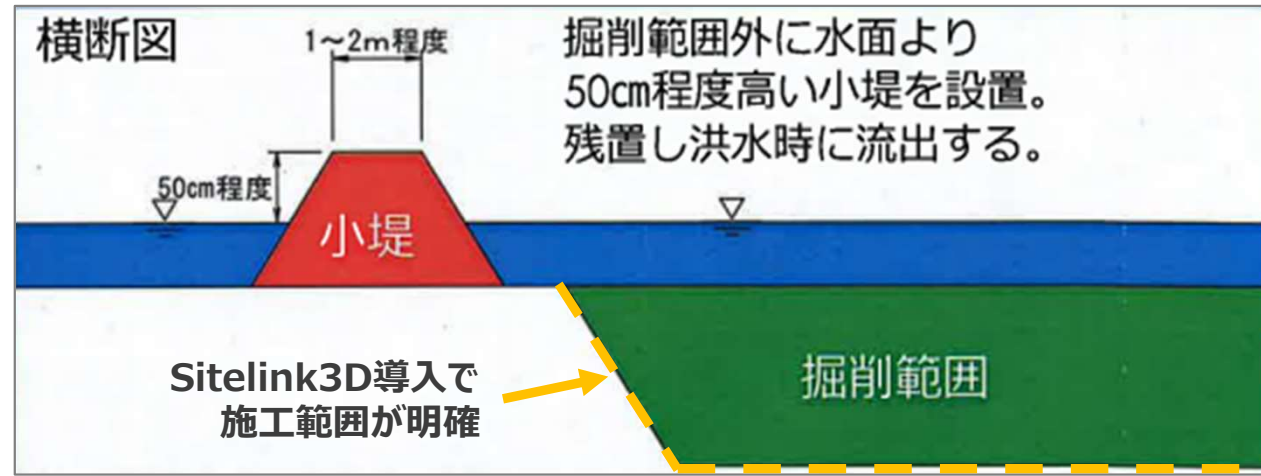 横断図
1～2m程度
掘削範囲外に水面より
50cm程度高い小堤を設置。
残置し洪水時に流出する。
50cm程度
小堤
Sitelink3D導入で
施工範囲が明確
掘削範囲